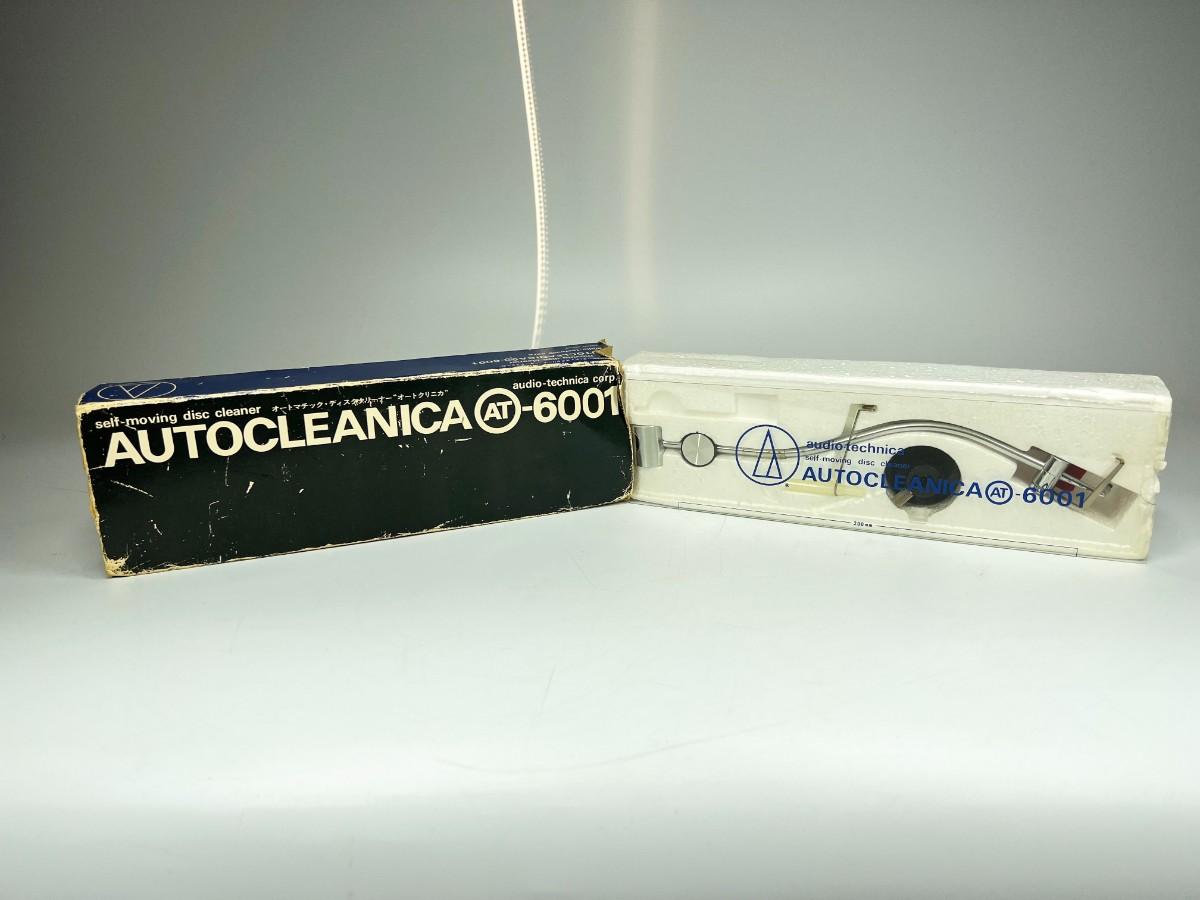 self-moving disc cleaner オートマチック・ディスククリーナー"オートクリニカ" audio-technica corp.
AUTOCLEANICA AT-6001
audio-technica
self-moving disc cleaner
AUTOCLEANICA AT-6001
®
200mm